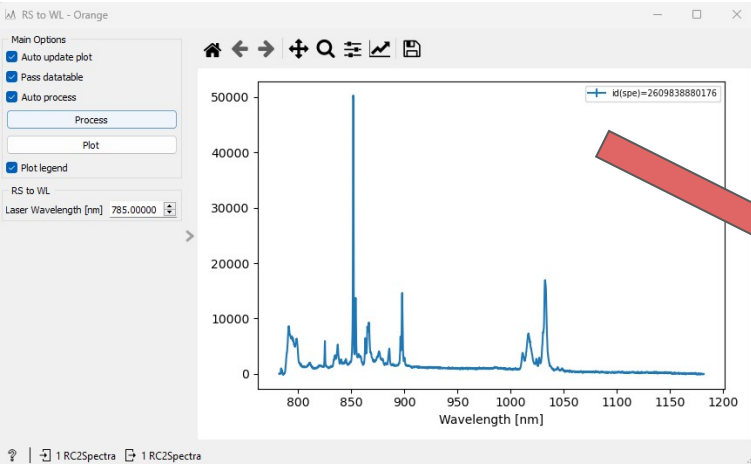 RS to WL - Orange
Main Options
Auto update plot
Pass datatable
Auto process
Process
Plot
Plot legend
RS to WL
Laser Wavelength [nm] 785.00000
id(spe)=2609838880176
50000
40000
30000
20000
10000
0
800 850 900 950 1000 1050 1100 1150 1200
Wavelength [nm]
? 1 RC2Spectra 1 RC2Spectra